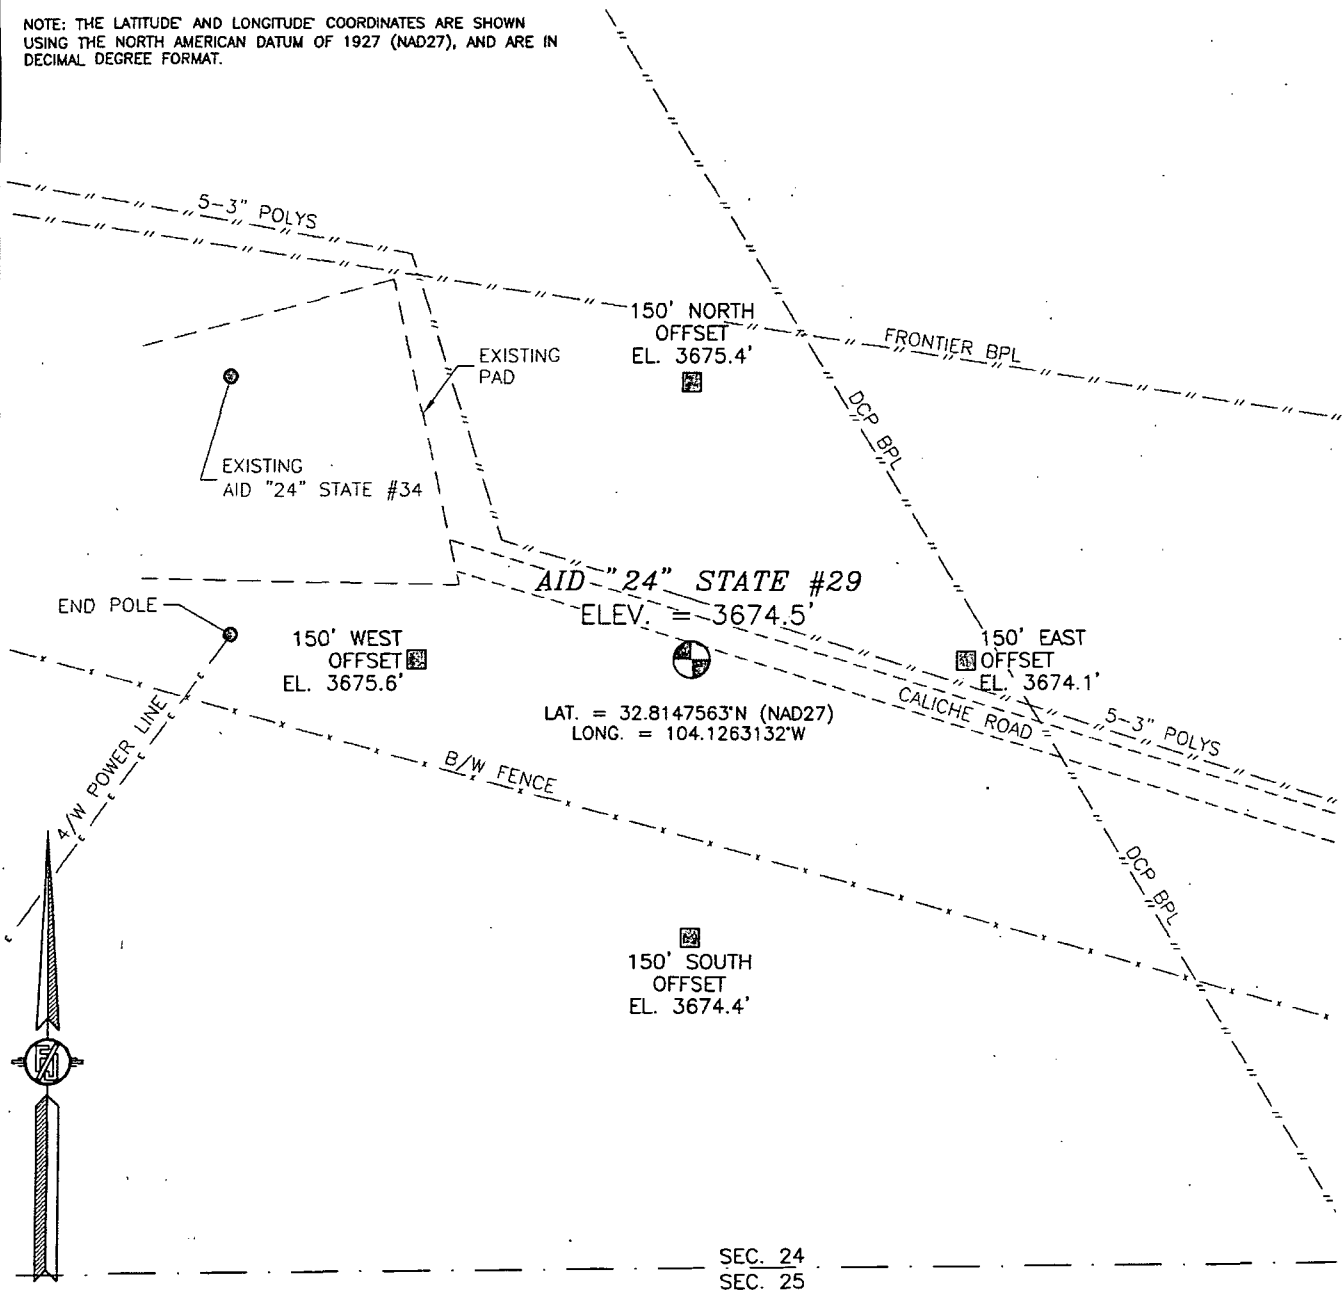 NOTE: THE LATITUDE AND LONGITUDE COORDINATES ARE SHOWN
USING THE NORTH AMERICAN DATUM OF 1927 (NAD27), AND ARE IN
DECIMAL DEGREE FORMAT.
5-3" POLYS
150' NORTH
OFFSET
EL. 3675.4'
FRONTIER BPL
EXISTING
PAD
DCP BPL
EXISTING
AID "24" STATE #34
AID "24" STATE #29
ELEV. = 3674.5'
END POLE
150' WEST
OFFSET
EL. 3675.6'
150' EAST
OFFSET
EL. 3674.1'
LAT. = 32.8147563°N (NAD27)
LONG. = 104.1263132°W
CALICHE ROAD
5-3" POLYS
4/W POWER LINE
B/W FENCE
DCP BPL
150' SOUTH
OFFSET
EL. 3674.4'
SEC. 24
SEC. 25